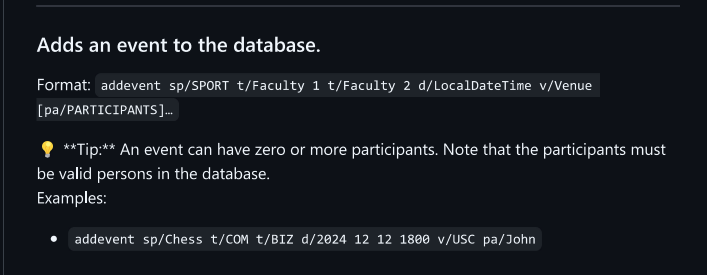 Adds an event to the database.
Format: addevent sp/SPORT t/Faculty 1 t/Faculty 2 d/LocalDateTime v/Venue
[pa/PARTICIPANTS]…
💡 **Tip:** An event can have zero or more participants. Note that the participants must
be valid persons in the database.
Examples:
• addevent sp/Chess t/COM t/BIZ d/2024 12 12 1800 v/USC pa/John